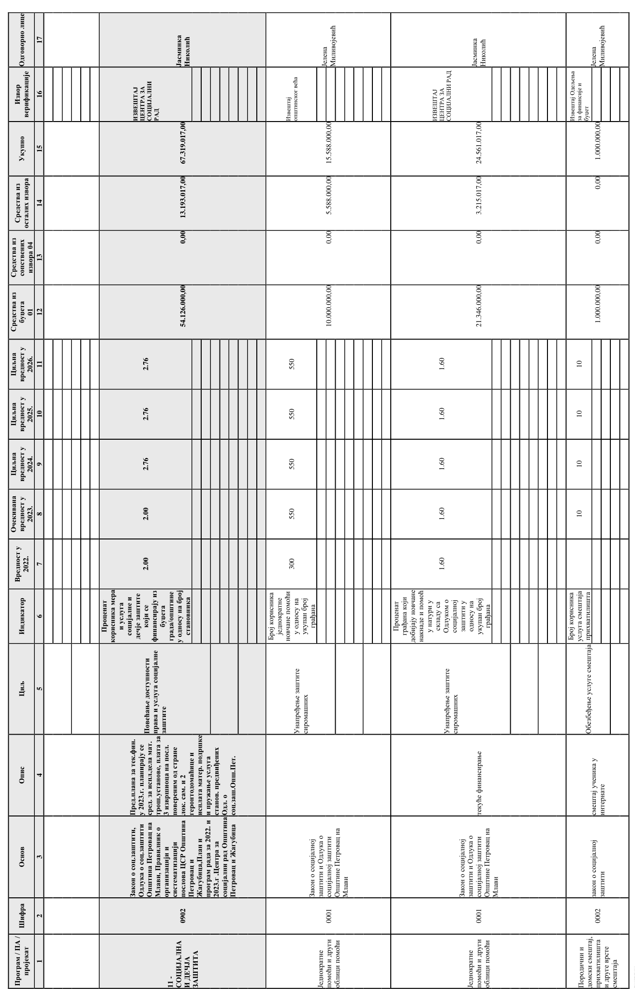 Програм / ПА /
пројекат
Шифра
Основ
Опис
Циљ
Индикатор
Вредност у
2022.
Очекивана
вредност у
2023.
Циљна
вредност у
2024.
Циљна
вредност у
2025.
Циљна
вредност у
2026.
Средства из
буџета
01
Средства из
сопствених
извора 04
Средства из
осталих извора
Укупно
Извор
верификације
Одговорно лице
1
2
3
4
5
6
7
8
9
10
11
12
13
14
15
16
17
11 -
СОЦИЈАЛНА
И ДЕЧЈА
ЗАШТИТА
0902
Закон о соц.заштити,
Одлука о соц.заштити
Општина Петровац на
Млави, Правилник о
организацији и
систематизацији
послова ЦСР Општина
Петровац и
Жагубица,План и
програм рада за 2022. и
2023.г .Центра за
социјални рад Општина
Петровац и Жагубица
Пред.плана за тек.фин.
у 2023.г. планирају се
сред. за испл.дела мат.
трош.установе, плата за
3 извршиоца на посл.
повереним од стране
лок. сам. и 2
геронтодомаћице и
исплата матер. подршке
и пружање услуга
станов. предвиђених
Одл. о
соц.заш.Опш.Пет.
Повећање доступности
права и услуга социјалне
заштите
Проценат
корисника мера
и услуга
социјалне и
дечје заштите
који се
финансирају из
буџета
града/општине
у односу на број
становника
2.00
2.00
2.76
2.76
2.76
54.126.000,00
0,00
13.193.017,00
67.319.017,00
ИЗВЕШТАЈ
ЦЕНТРА ЗА
СОЦИЈАЛНИ
РАД
Јасминка
Николић
Једнократне
помоћи и други
облици помоћи
0001
Закон о социјалној
заштити и Одлука о
социјалној заштити
Општине Петровац на
Млави
Унапређење заштите
сиромашних
Број корисника
једнократне
новчане помоћи
у односу на
укупан број
грађана
300
550
550
550
550
10.000.000,00
0,00
5.588.000,00
15.588.000,00
Извештај
општинског већа
Јелена
Миливојевић
Једнократне
помоћи и други
облици помоћи
0001
Закон о социјалној
заштити и Одлука о
социјалној заштити
Општине Петровац на
Млави
текуће финансирање
Унапређење заштите
сиромашних
Проценат
грађана који
добијају новчане
накнаде и помоћ
у натури у
складу са
Одлуком о
социјалној
заштити у
односу на
укупан број
грађана
1.60
1.60
1.60
1.60
1.60
21.346.000,00
0,00
3.215.017,00
24.561.017,00
ИЗВЕШТАЈ
ЦЕНТРА ЗА
СОЦИЈАЛНИ РАД
Јасминка
Николић
Породични и
домски смештај,
прихватилишта
и друге врсте
смештаја
0002
закон о социјалној
заштити
смештај ученика у
интернате
Обезбеђење услуге смештаја
Број корисника
услуга смештаја
прихватилишта
10
10
10
10
1.000.000,00
0,00
0,00
1.000.000,00
Извештај Одељења
за финансије и
буџет
Јелена
Миливојевић